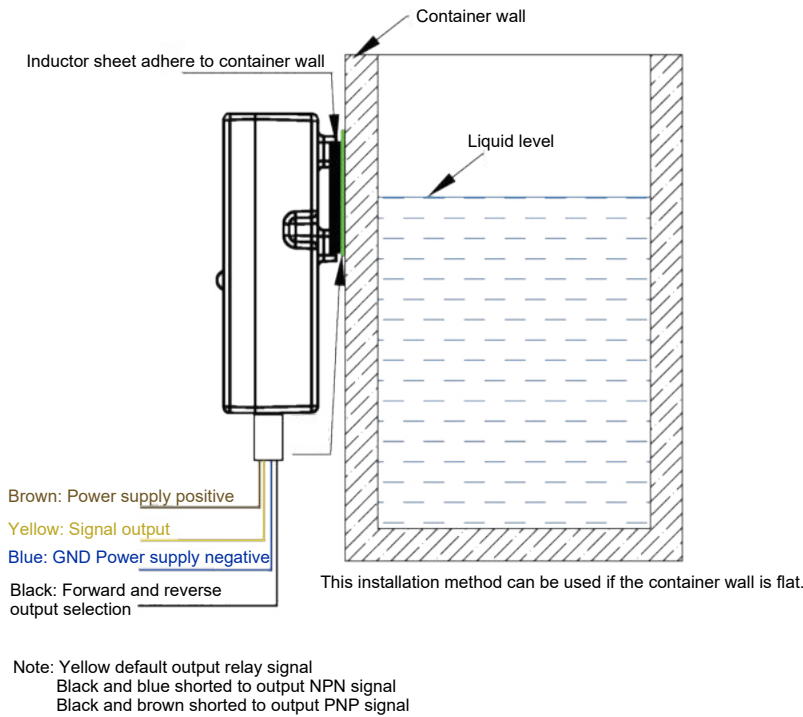 Container wall
Inductor sheet adhere to container wall
Liquid level
Brown: Power supply positive
Yellow: Signal output
Blue: GND Power supply negative
Black: Forward and reverse
output selection
This installation method can be used if the container wall is flat.
Note: Yellow default output relay signal
Black and blue shorted to output NPN signal
Black and brown shorted to output PNP signal